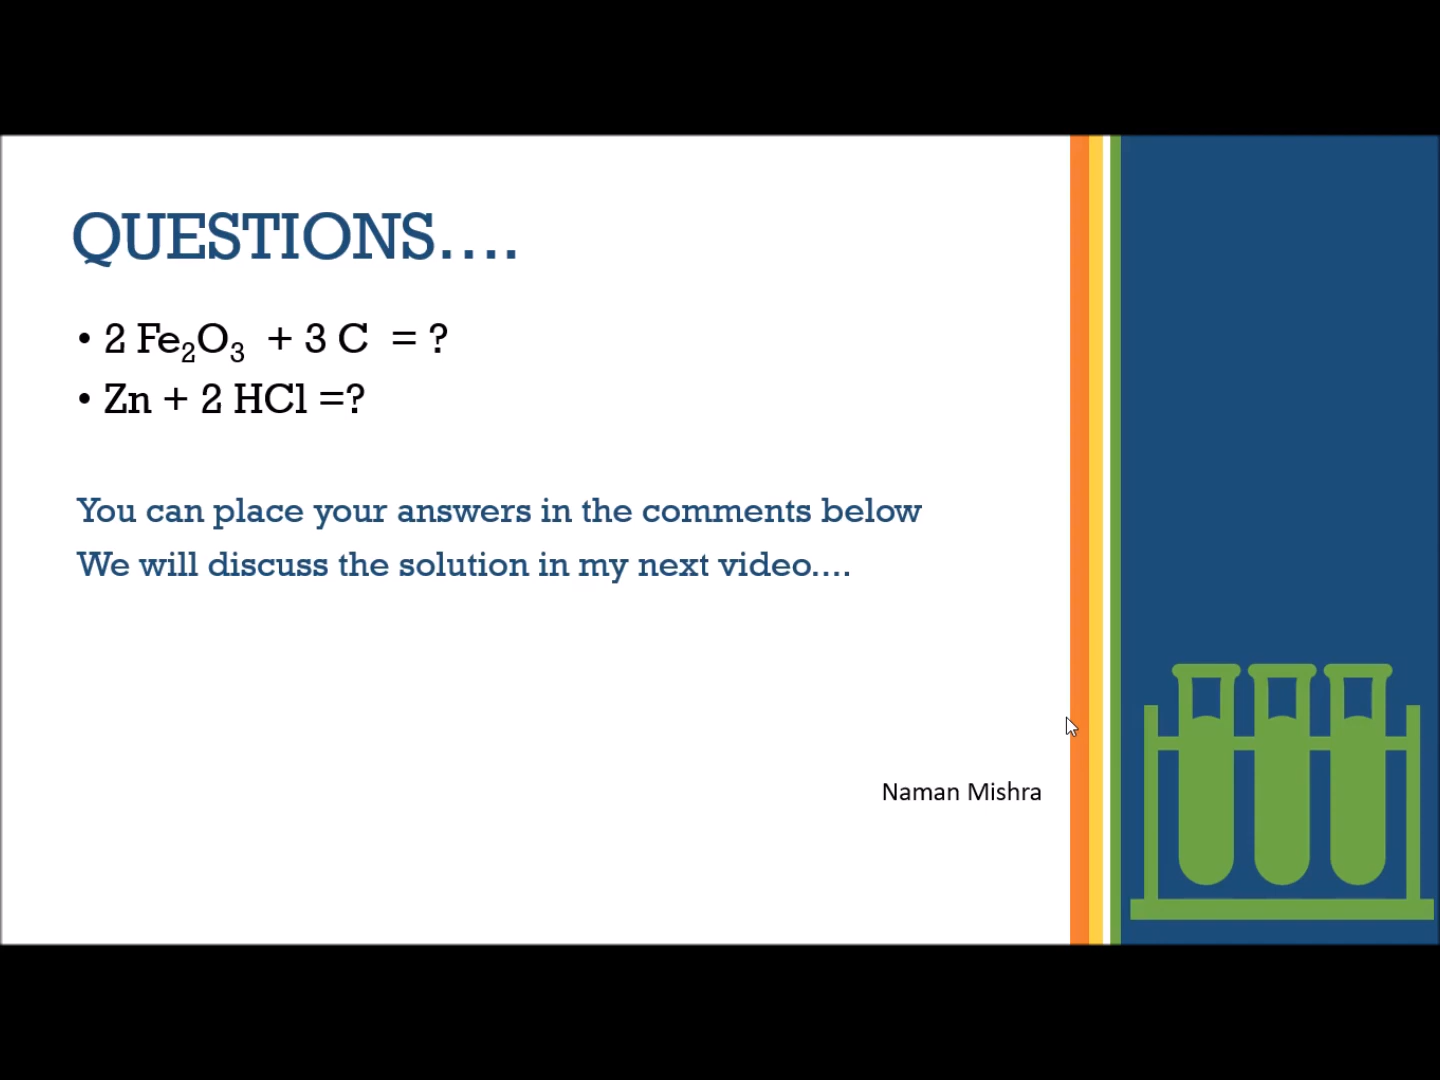 QUESTIONS....
• 2 Fe₂O₃ + 3 C = ?
• Zn + 2 HCl =?
You can place your answers in the comments below
We will discuss the solution in my next video....
Naman Mishra